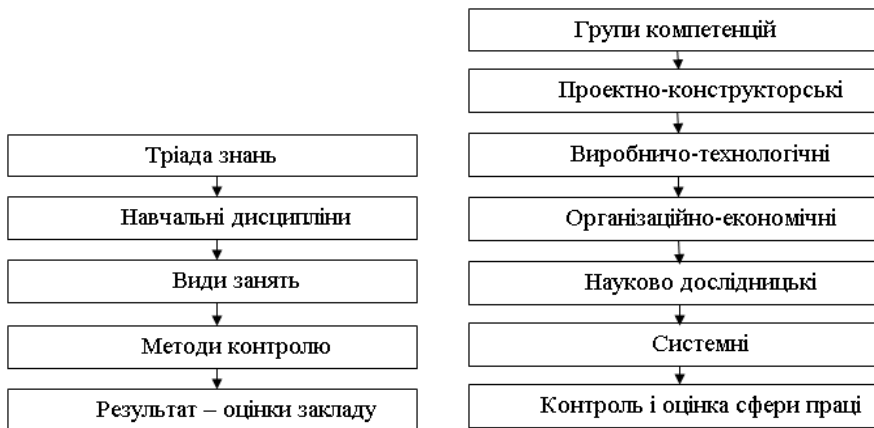 Тріада знань
Навчальні дисципліни
Види занять
Методи контролю
Результат – оцінки закладу
Групи компетенцій
Проектно-конструкторські
Виробничо-технологічні
Організаційно-економічні
Науково дослідницькі
Системні
Контроль і оцінка сфери праці